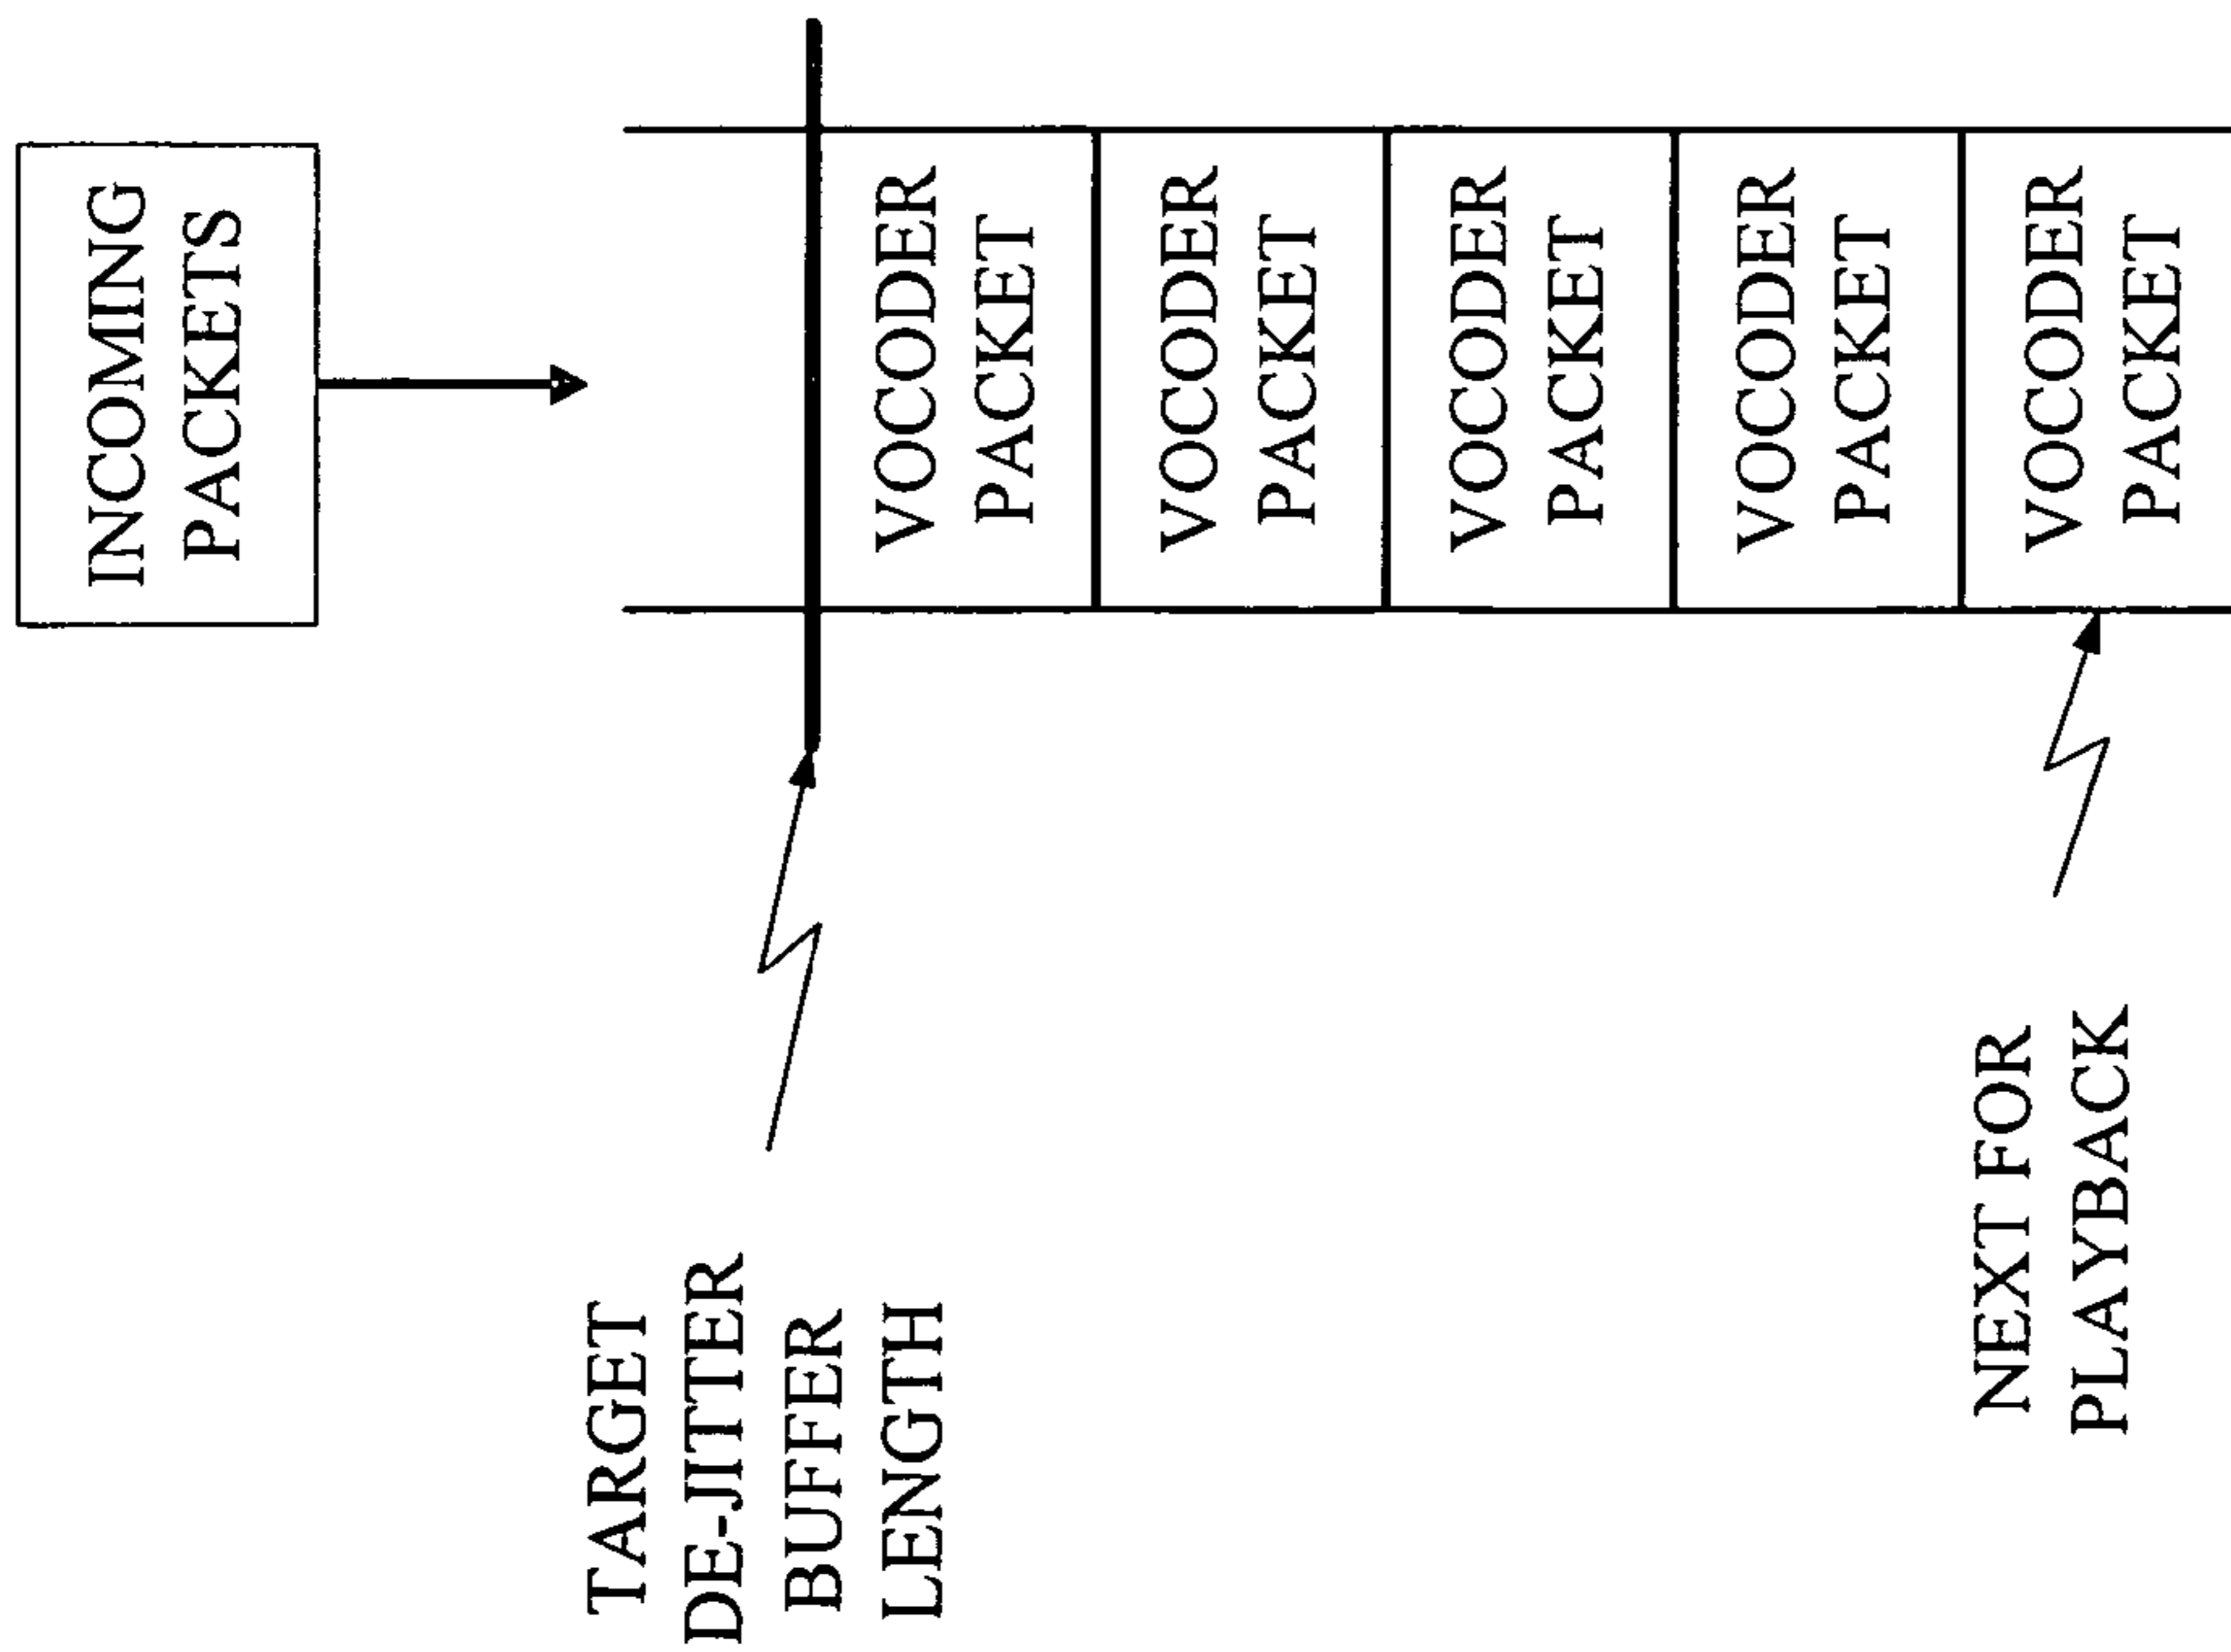 INCOMING
PACKETS
VOCODER
PACKET
VOCODER
PACKET
VOCODER
PACKET
VOCODER
PACKET
VOCODER
PACKET
TARGET
DE-JITTER
BUFFER
LENGTH
NEXT FOR
PLAYBACK